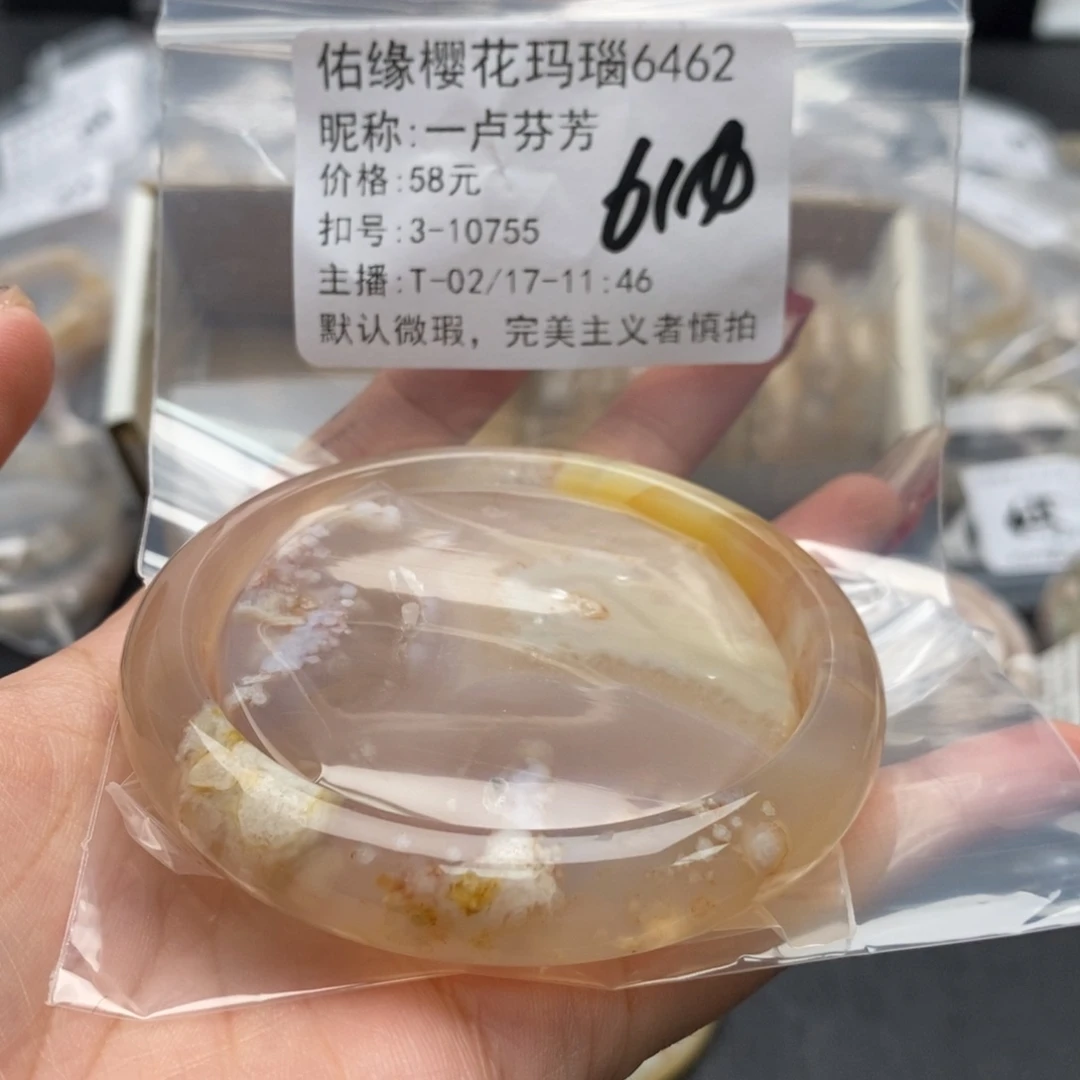 佑缘樱花玛瑙6462
昵称:一卢芬芳
价格:58元
扣号:3-10755
主播:T-02/17-11:46
默认微瑕，完美主义者慎拍